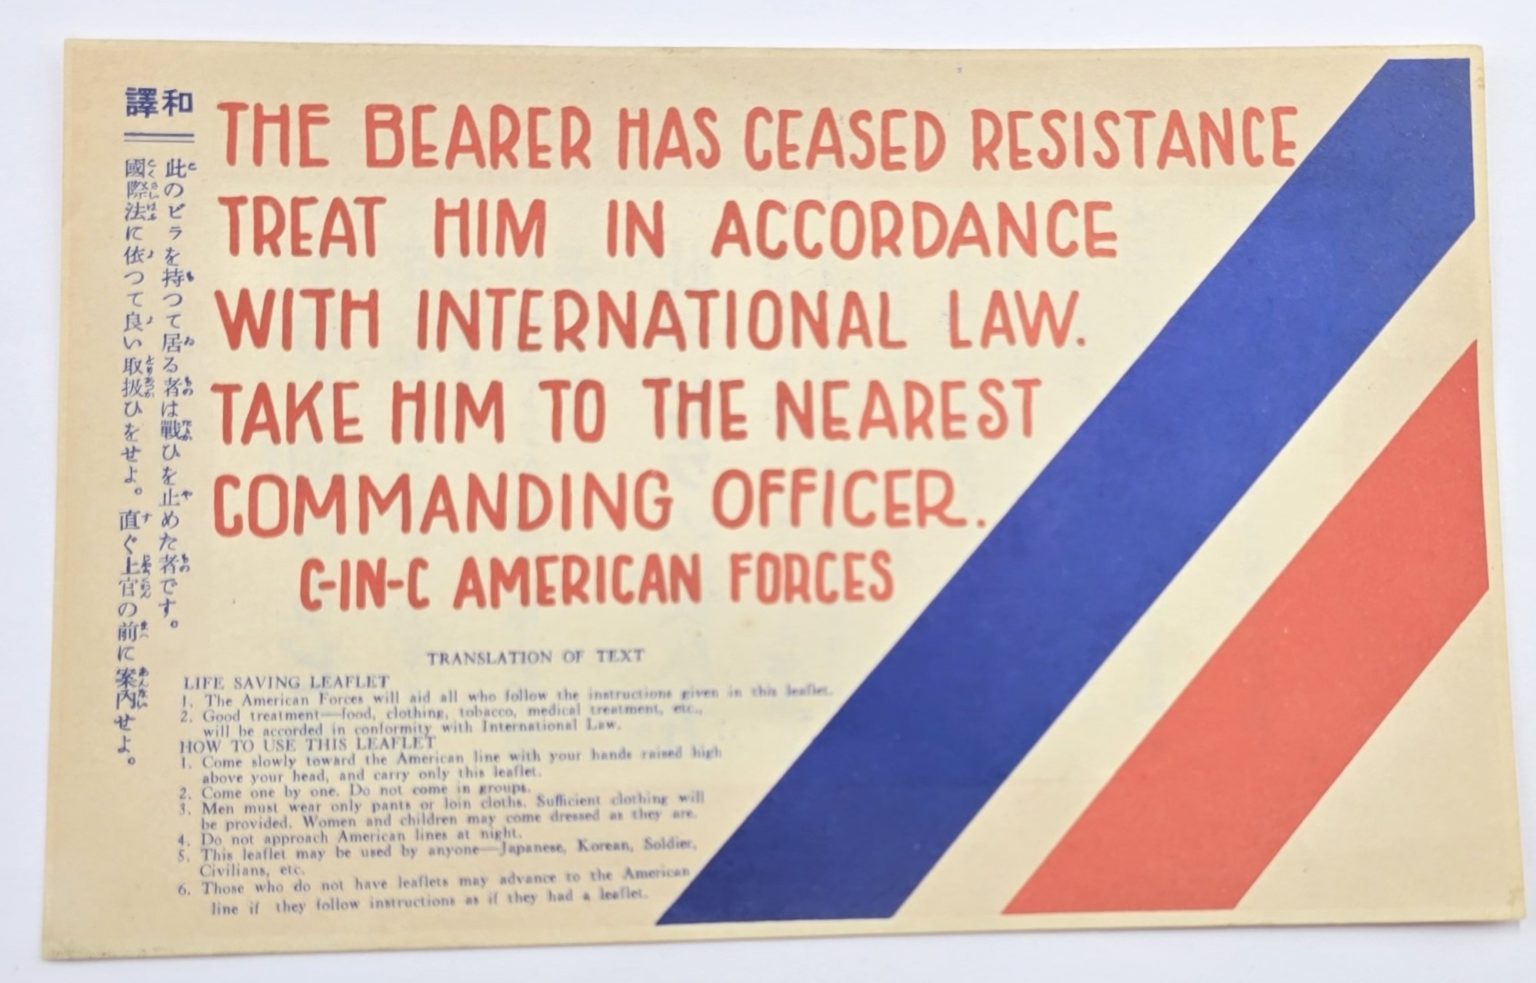 和譯
此のビラを持つて居る者は戰ひを止めた者です。
國際法に依つて良い取扱ひをせよ。直ぐ上官の前に案內せよ。
THE BEARER HAS CEASED RESISTANCE
TREAT HIM IN ACCORDANCE
WITH INTERNATIONAL LAW.
TAKE HIM TO THE NEAREST
COMMANDING OFFICER.
C-IN-C AMERICAN FORCES
TRANSLATION OF TEXT
LIFE SAVING LEAFLET
1. The American Forces will aid all who follow the instructions given in this leaflet.
2. Good treatment—food, clothing, tobacco, medical treatment, etc.,
will be accorded in conformity with International Law.
HOW TO USE THIS LEAFLET
1. Come slowly toward the American line with your hands raised high
above your head, and carry only this leaflet.
2. Come one by one. Do not come in groups.
3. Men must wear only pants or loin cloths. Sufficient clothing will
be provided. Women and children may come dressed as they are.
4. Do not approach American lines at night.
5. This leaflet may be used by anyone—Japanese, Korean, Soldier,
Civilians, etc.
6. Those who do not have leaflets may advance to the American
line if they follow instructions as if they had a leaflet.